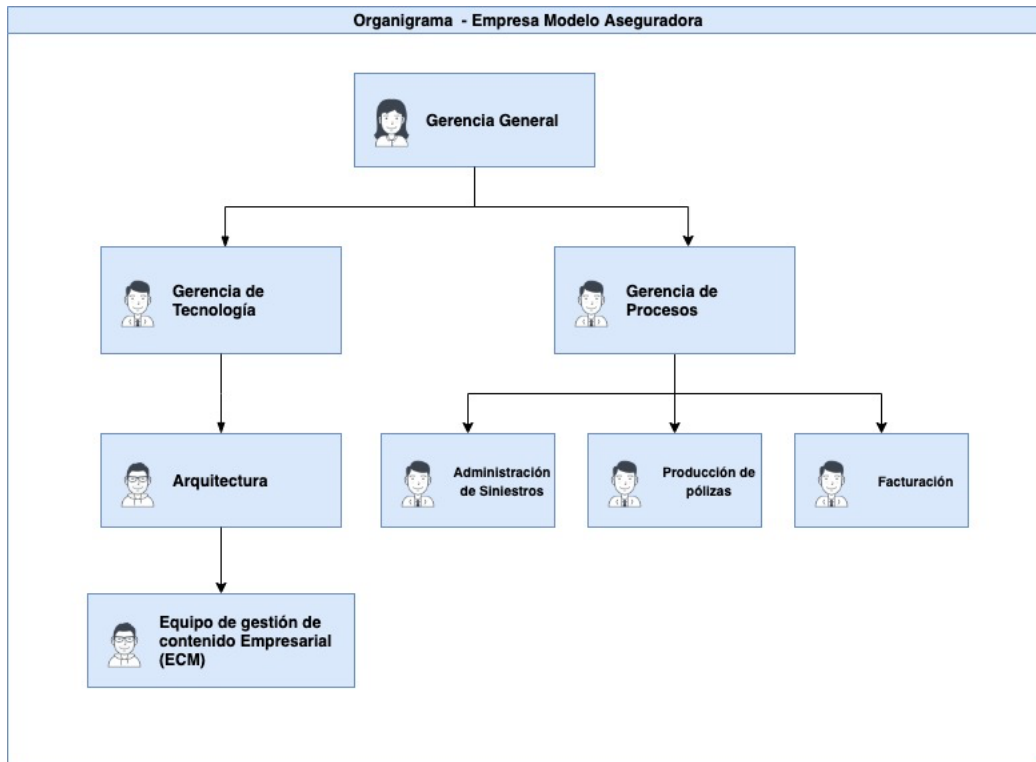 Organigrama - Empresa Modelo Aseguradora
Gerencia General
Gerencia de
Tecnología
Gerencia de
Procesos
Arquitectura
Administración
de Siniestros
Producción de
pólizas
Facturación
Equipo de gestión de
contenido Empresarial
(ECM)